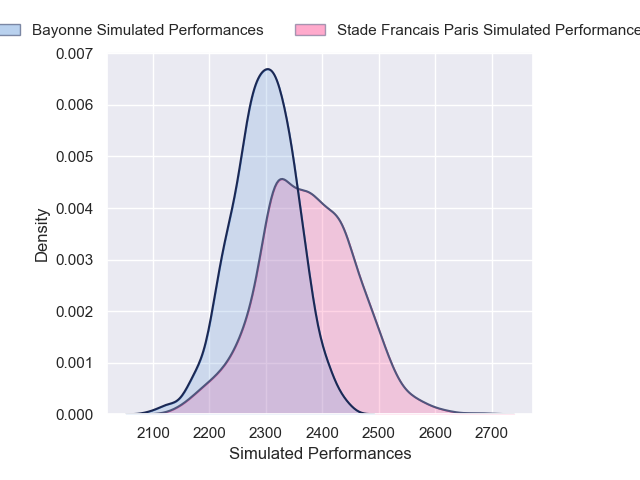 Bayonne Simulated Performances
Stade Francais Paris Simulated Performance
0.007
0.006
0.005
0.004
0.003
0.002
0.001
0.000
Density
2100 2200 2300 2400 2500 2600 2700
Simulated Performances